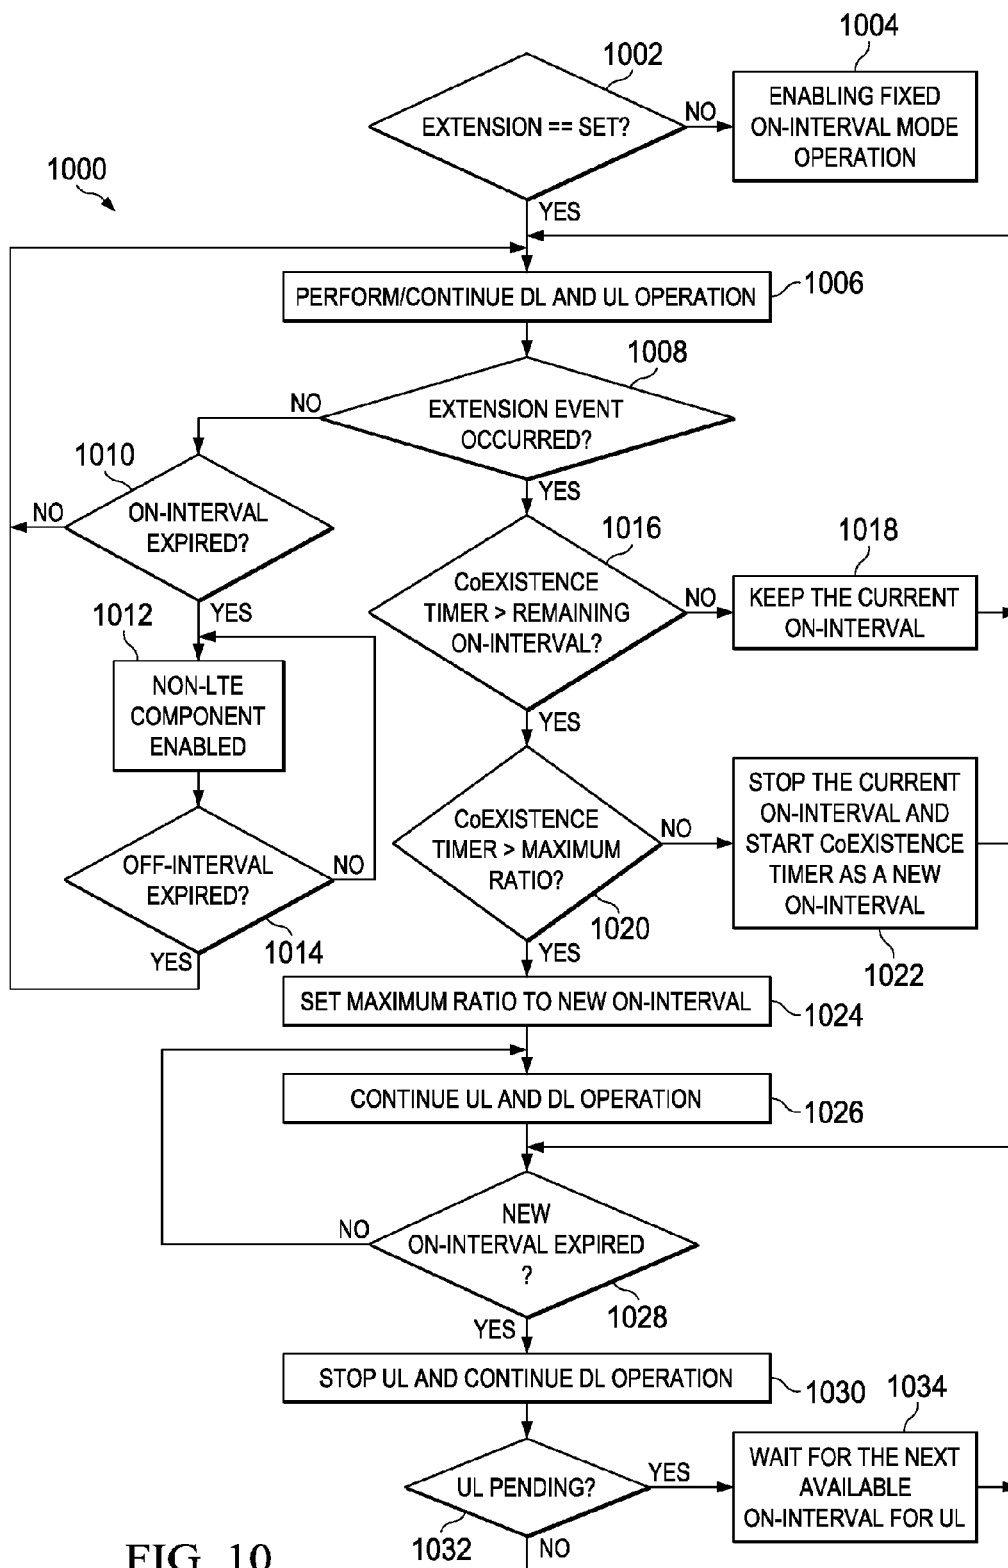 1002
1004
EXTENSION == SET?
NO
ENABLING FIXED
ON-INTERVAL MODE
OPERATION
1000
YES
PERFORM/CONTINUE DL AND UL OPERATION
1006
1008
NO
EXTENSION EVENT
OCCURRED?
YES
1010
NO
ON-INTERVAL
EXPIRED?
YES
1016
CoEXISTENCE
TIMER > REMAINING
ON-INTERVAL?
NO
1018
KEEP THE CURRENT
ON-INTERVAL
YES
1012
NON-LTE
COMPONENT
ENABLED
OFF-INTERVAL
EXPIRED?
NO
1014
YES
CoEXISTENCE
TIMER > MAXIMUM
RATIO?
NO
1020
YES
STOP THE CURRENT
ON-INTERVAL AND
START CoEXISTENCE
TIMER AS A NEW
ON-INTERVAL
1022
SET MAXIMUM RATIO TO NEW ON-INTERVAL
1024
CONTINUE UL AND DL OPERATION
1026
NO
NEW
ON-INTERVAL EXPIRED
?
1028
YES
STOP UL AND CONTINUE DL OPERATION
1030
1034
UL PENDING?
YES
WAIT FOR THE NEXT
AVAILABLE
ON-INTERVAL FOR UL
1032
NO
FIG. 10